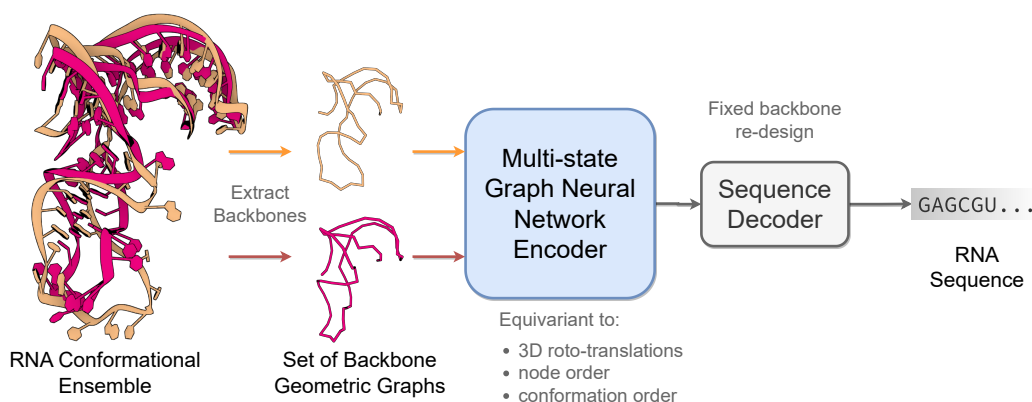 RNA Conformational
Ensemble
Extract
Backbones
Set of Backbone
Geometric Graphs
Multi-state
Graph Neural
Network
Encoder
Equivariant to:
• 3D roto-translations
• node order
• conformation order
Fixed backbone
re-design
Sequence
Decoder
GAGCGU...
RNA
Sequence